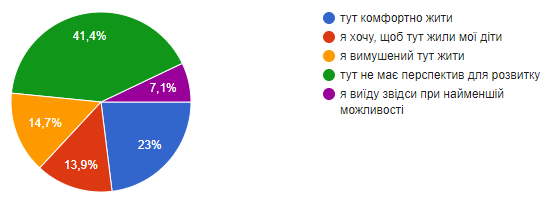 41,4%
7,1%
14,7%
23%
13,9%
тут комфортно жити
я хочу, щоб тут жили мої діти
я вимушений тут жити
тут не має перспектив для розвитку
я виїду звідси при найменшій
можливості